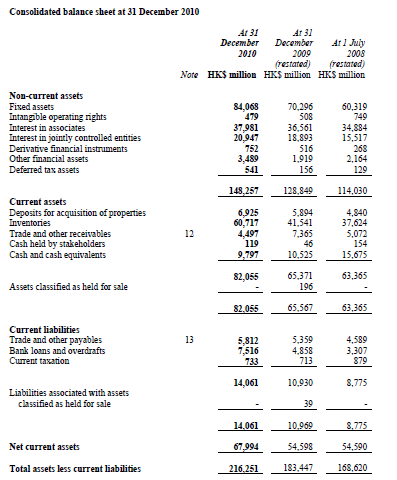 Consolidated balance sheet at 31 December 2010
At 31 At 31
December December At 1 July
2010 2009 2008
(restated) (restated)
Note HK$ million HK$ million HK$ million
Non-current assets
Fixed assets 84,068 70,296 60,319
Intangible operating rights 479 508 749
Interest in associates 37,981 36,561 34,884
Interest in jointly controlled entities 20,947 18,893 15,517
Derivative financial instruments 752 516 268
Other financial assets 3,489 1,919 2,164
Deferred tax assets 541 156 129
148,257 128,849 114,030
Current assets
Deposits for acquisition of properties 6,925 5,894 4,840
Inventories 60,717 41,541 37,624
Trade and other receivables 12 4,497 7,365 5,072
Cash held by stakeholders 119 46 154
Cash and cash equivalents 9,797 10,525 15,675
82,055 65,371 63,365
Assets classified as held for sale - 196 -
82,055 65,567 63,365
Current liabilities
Trade and other payables 13 5,812 5,359 4,589
Bank loans and overdrafts 7,516 4,858 3,307
Current taxation 733 713 879
14,061 10,930 8,775
Liabilities associated with assets
classified as held for sale - 39 -
14,061 10,969 8,775
Net current assets 67,994 54,598 54,590
Total assets less current liabilities 216,251 183,447 168,620